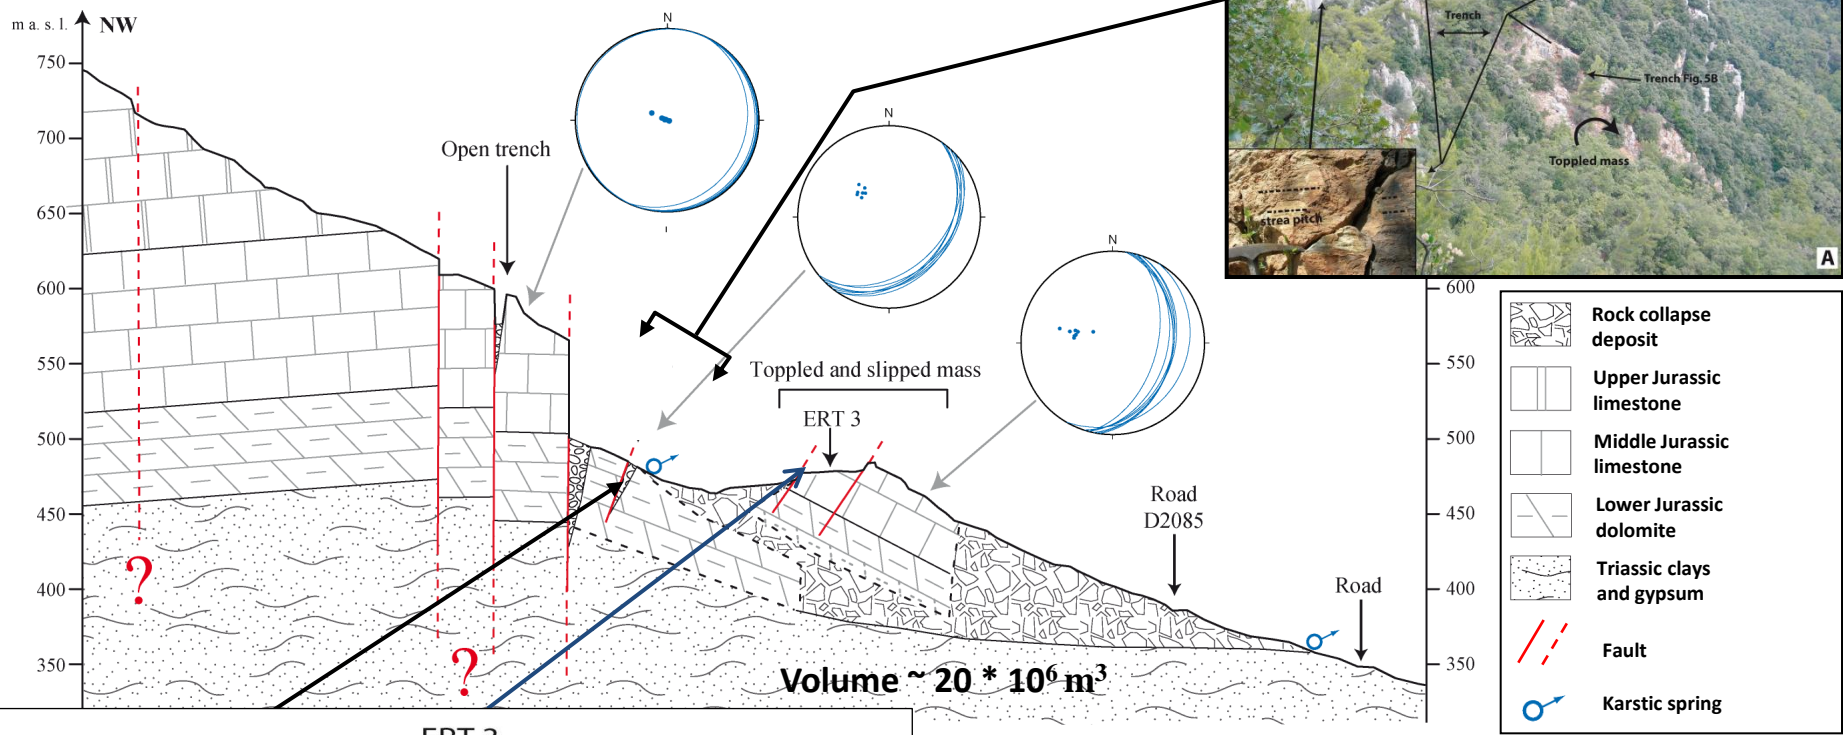 m a. s. l.
NW
750
700
650
600
550
500
450
400
350
N
Open trench
N
N
Toppled and slipped mass
ERT 3
Road
D2085
Road
?
?
Volume ~ 20 * 10⁶ m³
600
550
500
450
400
350
Trench
Trench Fig. 5B
Toppled mass
strea pitch
A
Rock collapse
deposit
Upper Jurassic
limestone
Middle Jurassic
limestone
Lower Jurassic
dolomite
Triassic clays
and gypsum
Fault
Karstic spring